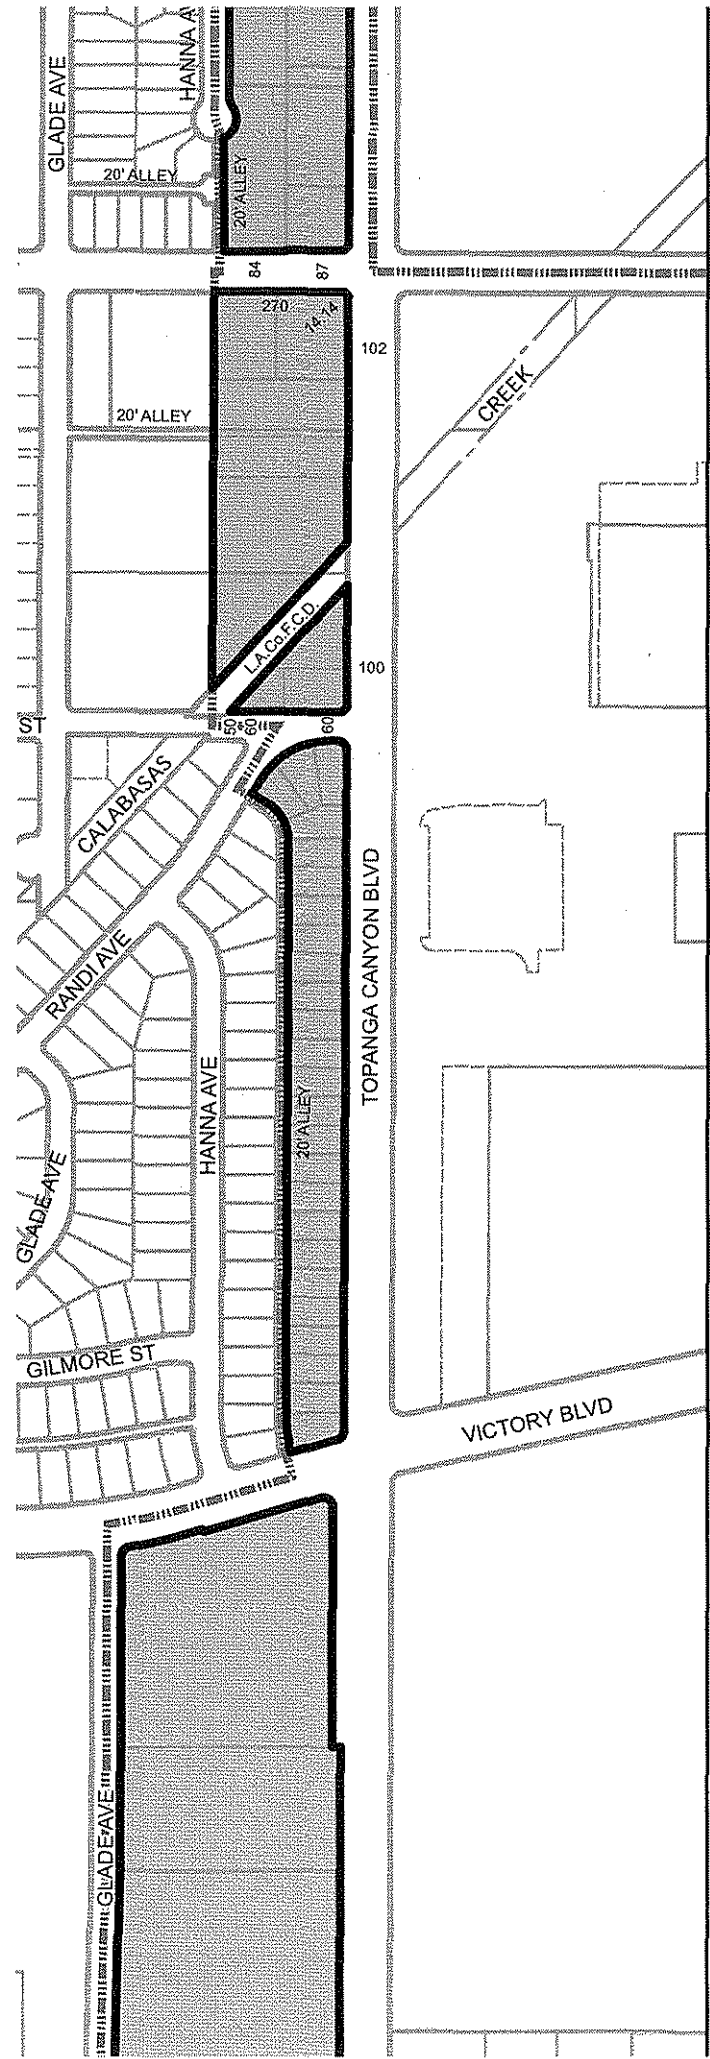 GLADE AVE
HANNA AV
20' ALLEY
20' ALLEY
84
87
270
14.14
102
20' ALLEY
CREEK
L.A.Co.F.C.D.
100
ST
50
60
60
CALABASAS
RANDI AVE
TOPANGA CANYON BLVD
HANNA AVE
20' ALLEY
GLADE AVE
GILMORE ST
VICTORY BLVD
GLADE AVE